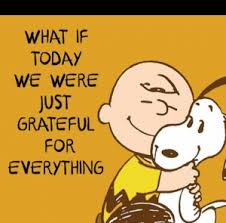 WHAT IF
TODAY
WE WERE
JUST
GRATEFUL
FOR
EVERYTHING